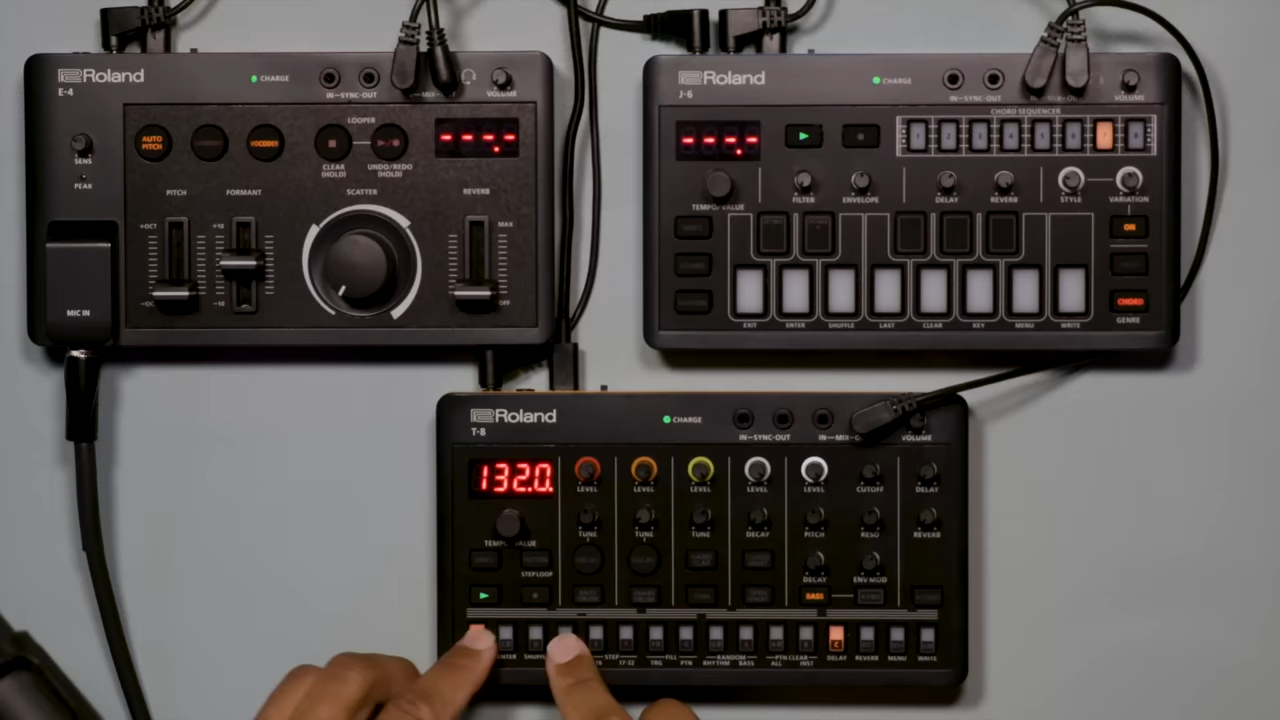 Roland
E-4
CHARGE
IN-SYNC-OUT
VOLUME
SENS
PEAK
AUTO
PITCH
VOCODER
LOOPER
CLEAR
(HOLD)
UNDO/REDO
(HOLD)
PITCH
FORMANT
SCATTER
REVERB
+OCT
+10
-10
MAX
OFF
MIC IN
Roland
J-6
CHARGE
IN-SYNC-OUT
VOLUME
CHORD SEQUENCER
1 2 3 4 5 6 7 8
TEMPO/VALUE
FILTER
ENVELOPE
DELAY
REVERB
STYLE
VARIATION
ON
CHORD
GENRE
EXIT
ENTER
SHUFFLE
LAST
CLEAR
KEY
MENU
WRITE
Roland
T-8
CHARGE
IN-SYNC-OUT
VOLUME
132.0.
LEVEL
LEVEL
LEVEL
LEVEL
LEVEL
CUTOFF
DELAY
TUNE
TUNE
TUNE
DECAY
PITCH
RESO
REVERB
STEP LOOP
DECAY
ENV MOD
BASS
STEP
17-32
FILL
TRG
PTN
RANDOM
RHYTHM
BASS
PTN CLEAR
ALL
INST
DELAY
REVERB
MENU
WRITE